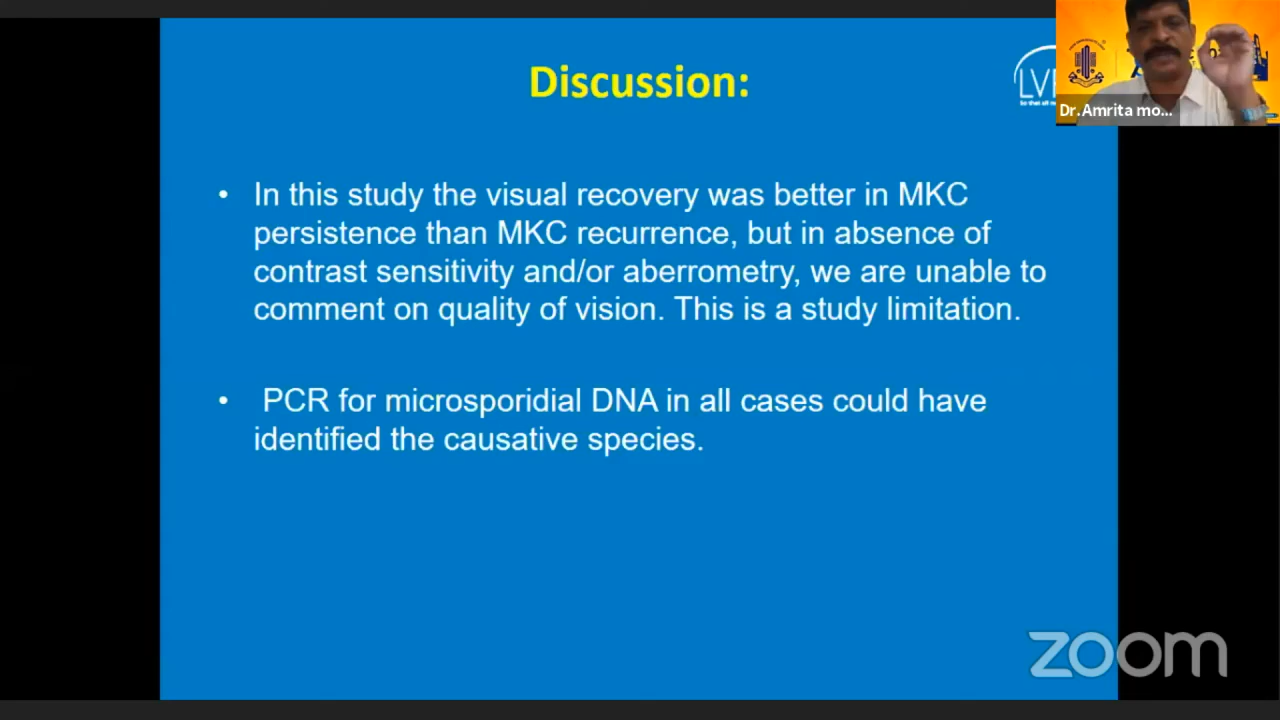 Discussion:
Dr.Amrita mo...
• In this study the visual recovery was better in MKC
persistence than MKC recurrence, but in absence of
contrast sensitivity and/or aberrometry, we are unable to
comment on quality of vision. This is a study limitation.
• PCR for microsporidial DNA in all cases could have
identified the causative species.
zoom